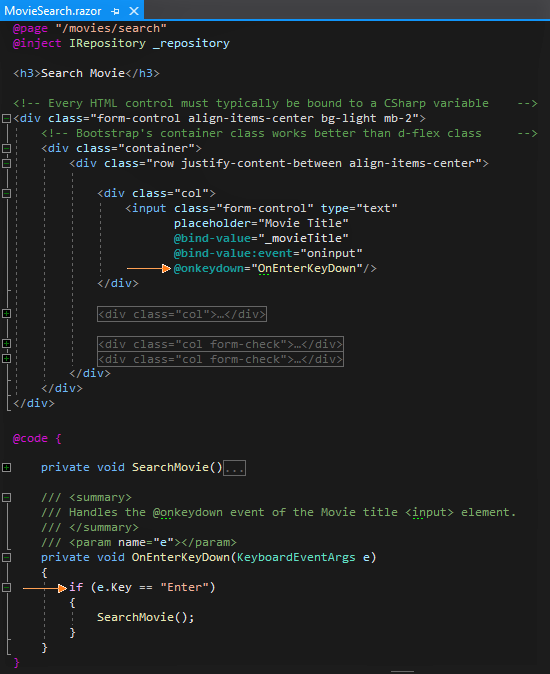 MovieSearch.razor
@page "/movies/search"
@inject IRepository _repository
<h3>Search Movie</h3>
<!-- Every HTML control must typically be bound to a CSharp variable -->
<div class="form-control align-items-center bg-light mb-2">
<!-- Bootstrap's container class works better than d-flex class -->
<div class="container">
<div class="row justify-content-between align-items-center">
<div class="col">
<input class="form-control" type="text"
placeholder="Movie Title"
@bind-value="_movieTitle"
@bind-value:event="oninput"
@onkeydown="OnEnterKeyDown"/>
</div>
<div class="col">…</div>
<div class="col form-check">…</div>
<div class="col form-check">…</div>
</div>
</div>
</div>
@code {
private void SearchMovie()...
/// <summary>
/// Handles the @onkeydown event of the Movie title <input> element.
/// </summary>
/// <param name="e"></param>
private void OnEnterKeyDown(KeyboardEventArgs e)
{
if (e.Key == "Enter")
{
SearchMovie();
}
}
}